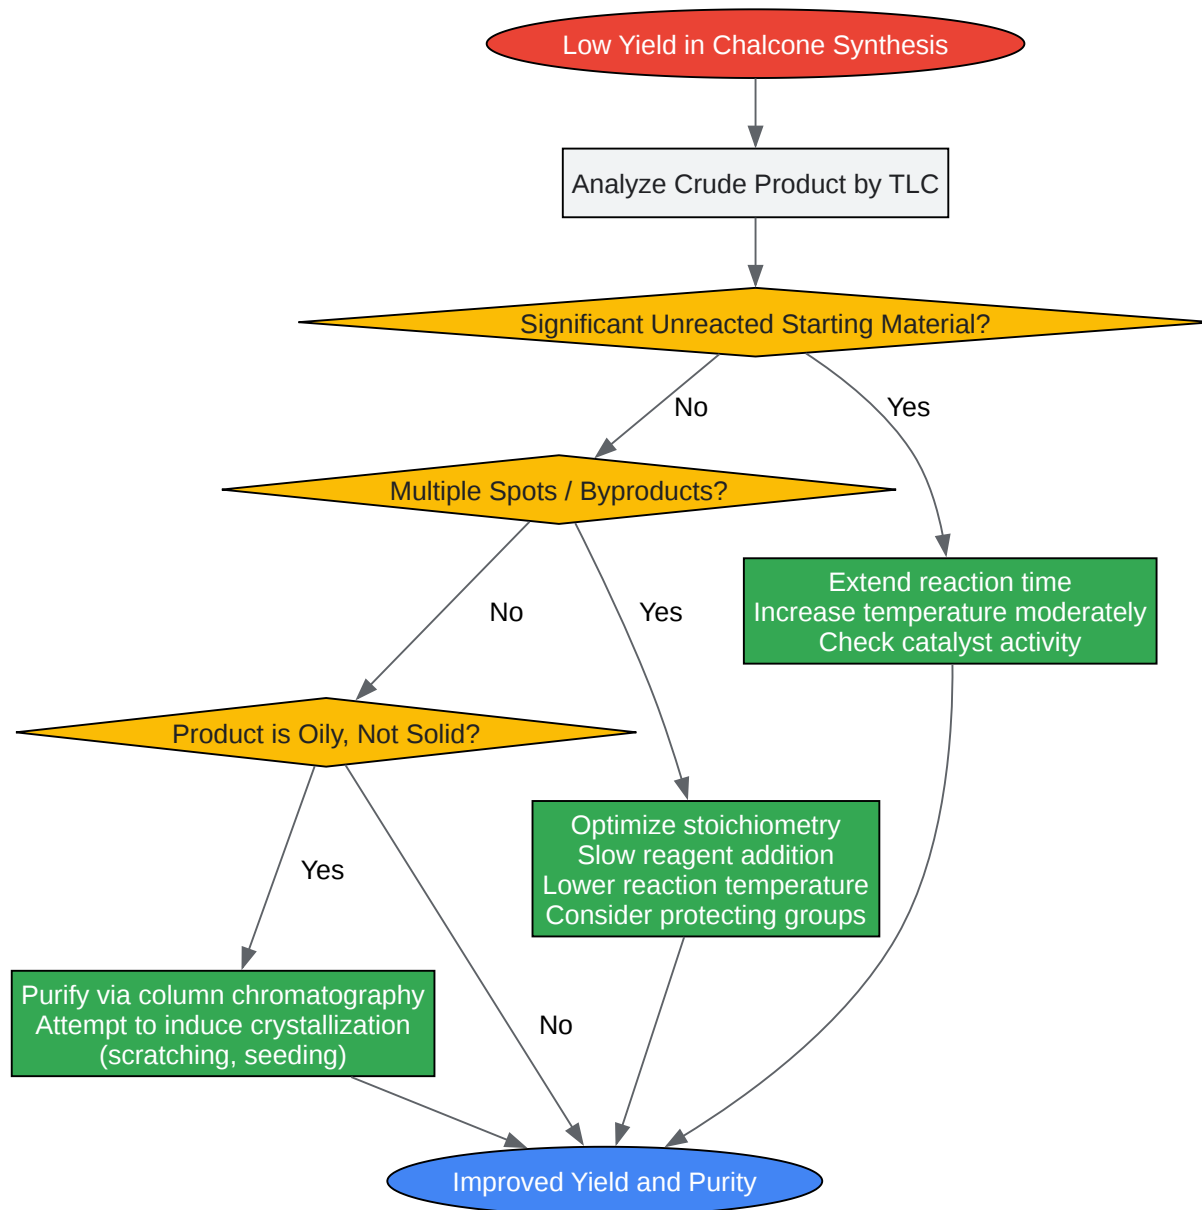 Low Yield in Chalcone Synthesis
Analyze Crude Product by TLC
Significant Unreacted Starting Material?
No
Yes
Multiple Spots / Byproducts?
Extend reaction time
Increase temperature moderately
Check catalyst activity
No
Yes
Product is Oily, Not Solid?
Optimize stoichiometry
Slow reagent addition
Lower reaction temperature
Consider protecting groups
Yes
No
Purify via column chromatography
Attempt to induce crystallization
(scratching, seeding)
Improved Yield and Purity